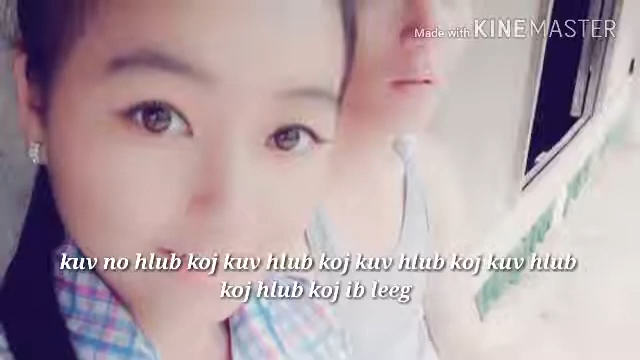 Made with KINEMASTER
kuv no hlub koj kuv hlub koj kuv hlub koj kuv hlub
koj hlub koj ib leeg